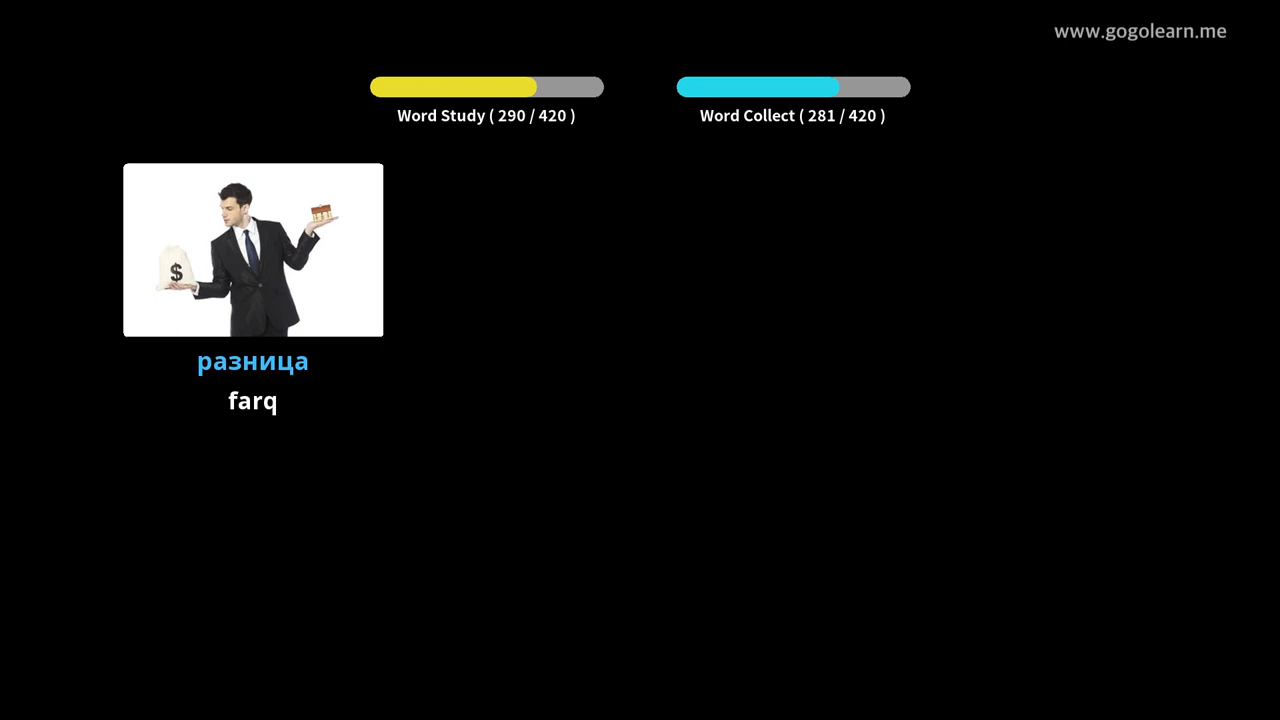 www.gogolearn.me
Word Study ( 290 / 420 )
Word Collect ( 281 / 420 )
$
разница
farq